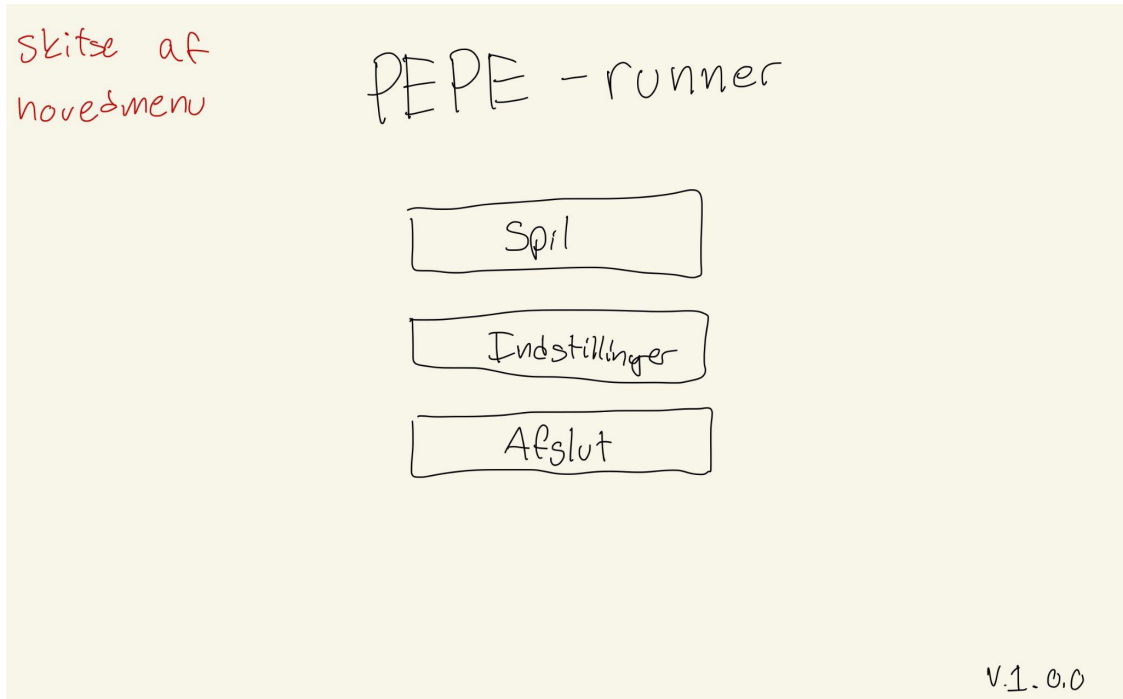 skitse af
hovedmenu
PEPE - runner
Spil
Indstillinger
Afslut
V.1.0.0